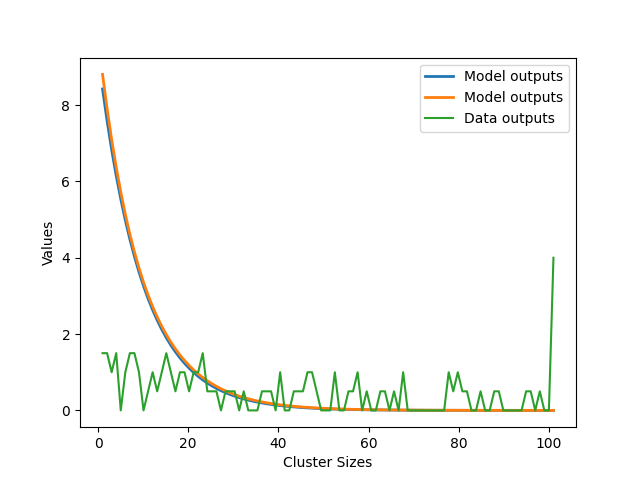 Model outputs
Model outputs
Data outputs
8
6
4
2
0
Values
0 20 40 60 80 100
Cluster Sizes